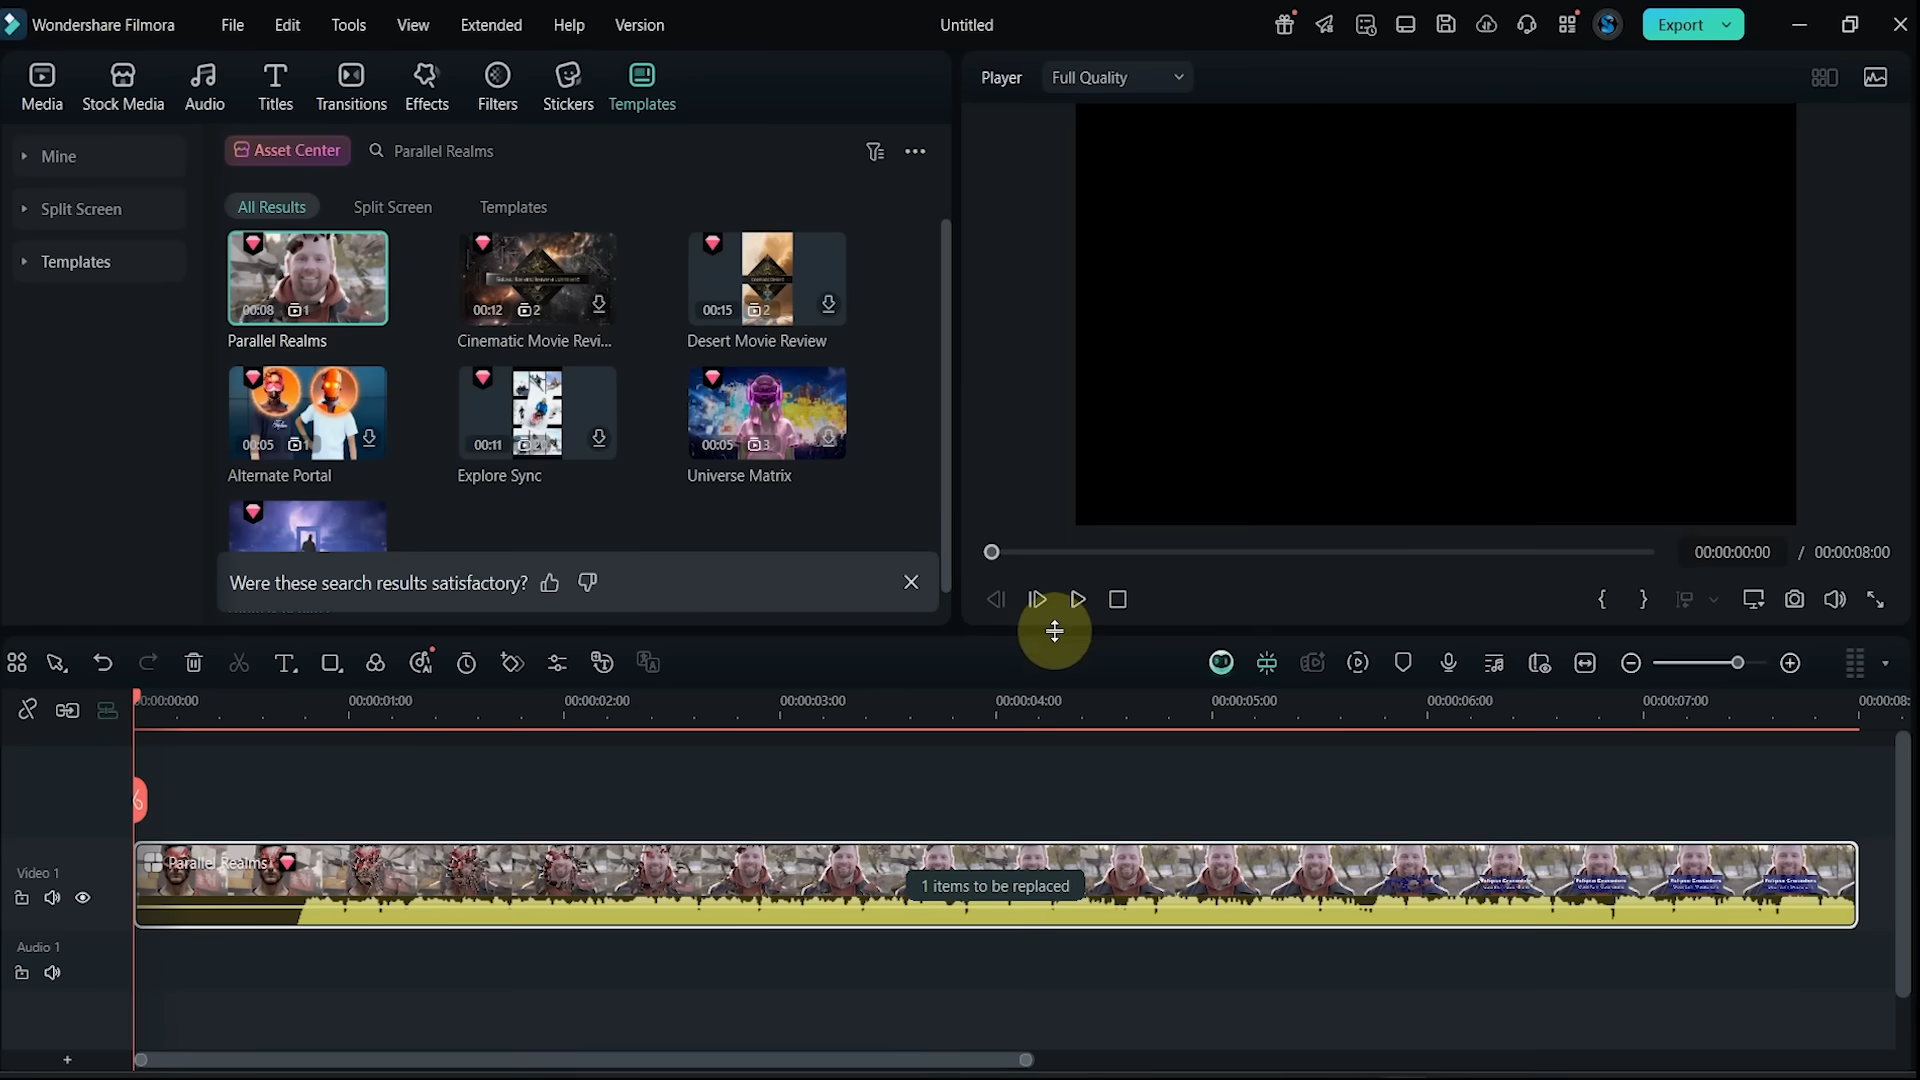 Wondershare Filmora
File
Edit
Tools
View
Extended
Help
Version
Untitled
Export
Media
Stock Media
Audio
Titles
Transitions
Effects
Filters
Stickers
Templates
Player
Full Quality
Mine
Split Screen
Templates
Asset Center
Parallel Realms
All Results
Split Screen
Templates
00:08
1
00:12
2
00:15
2
Parallel Realms
Cinematic Movie Revi...
Desert Movie Review
00:05
1
00:11
00:05
3
Alternate Portal
Explore Sync
Universe Matrix
Were these search results satisfactory?
00:00:00:00
/ 00:00:08:00
00:00:00:00
00:00:01:00
00:00:02:00
00:00:03:00
00:00:04:00
00:00:05:00
00:00:06:00
00:00:07:00
00:00:08:
Video 1
Parallel Realms
1 items to be replaced
Audio 1